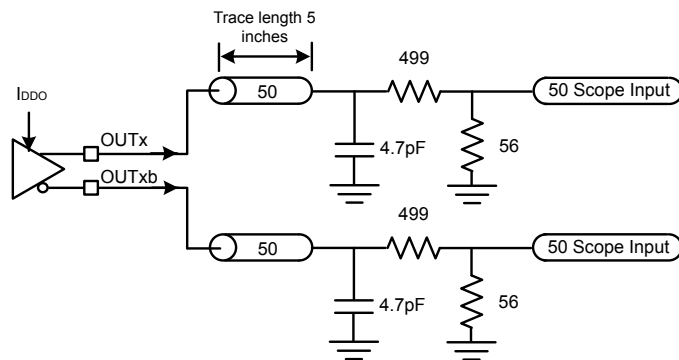 Trace length 5
inches
IDDO
50
499
50 Scope Input
OUTx
4.7pF
56
OUTxb
50
499
50 Scope Input
4.7pF
56